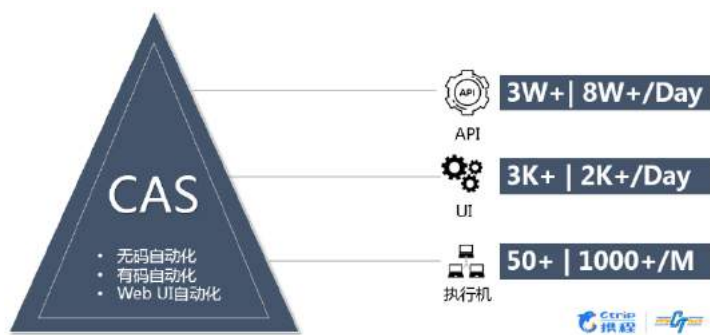 CAS
• 无码自动化
• 有码自动化
• Web UI自动化
API
3W+| 8W+/Day
API
3K+ | 2K+/Day
UI
50+ | 1000+/M
执行机
Ctrip
携程